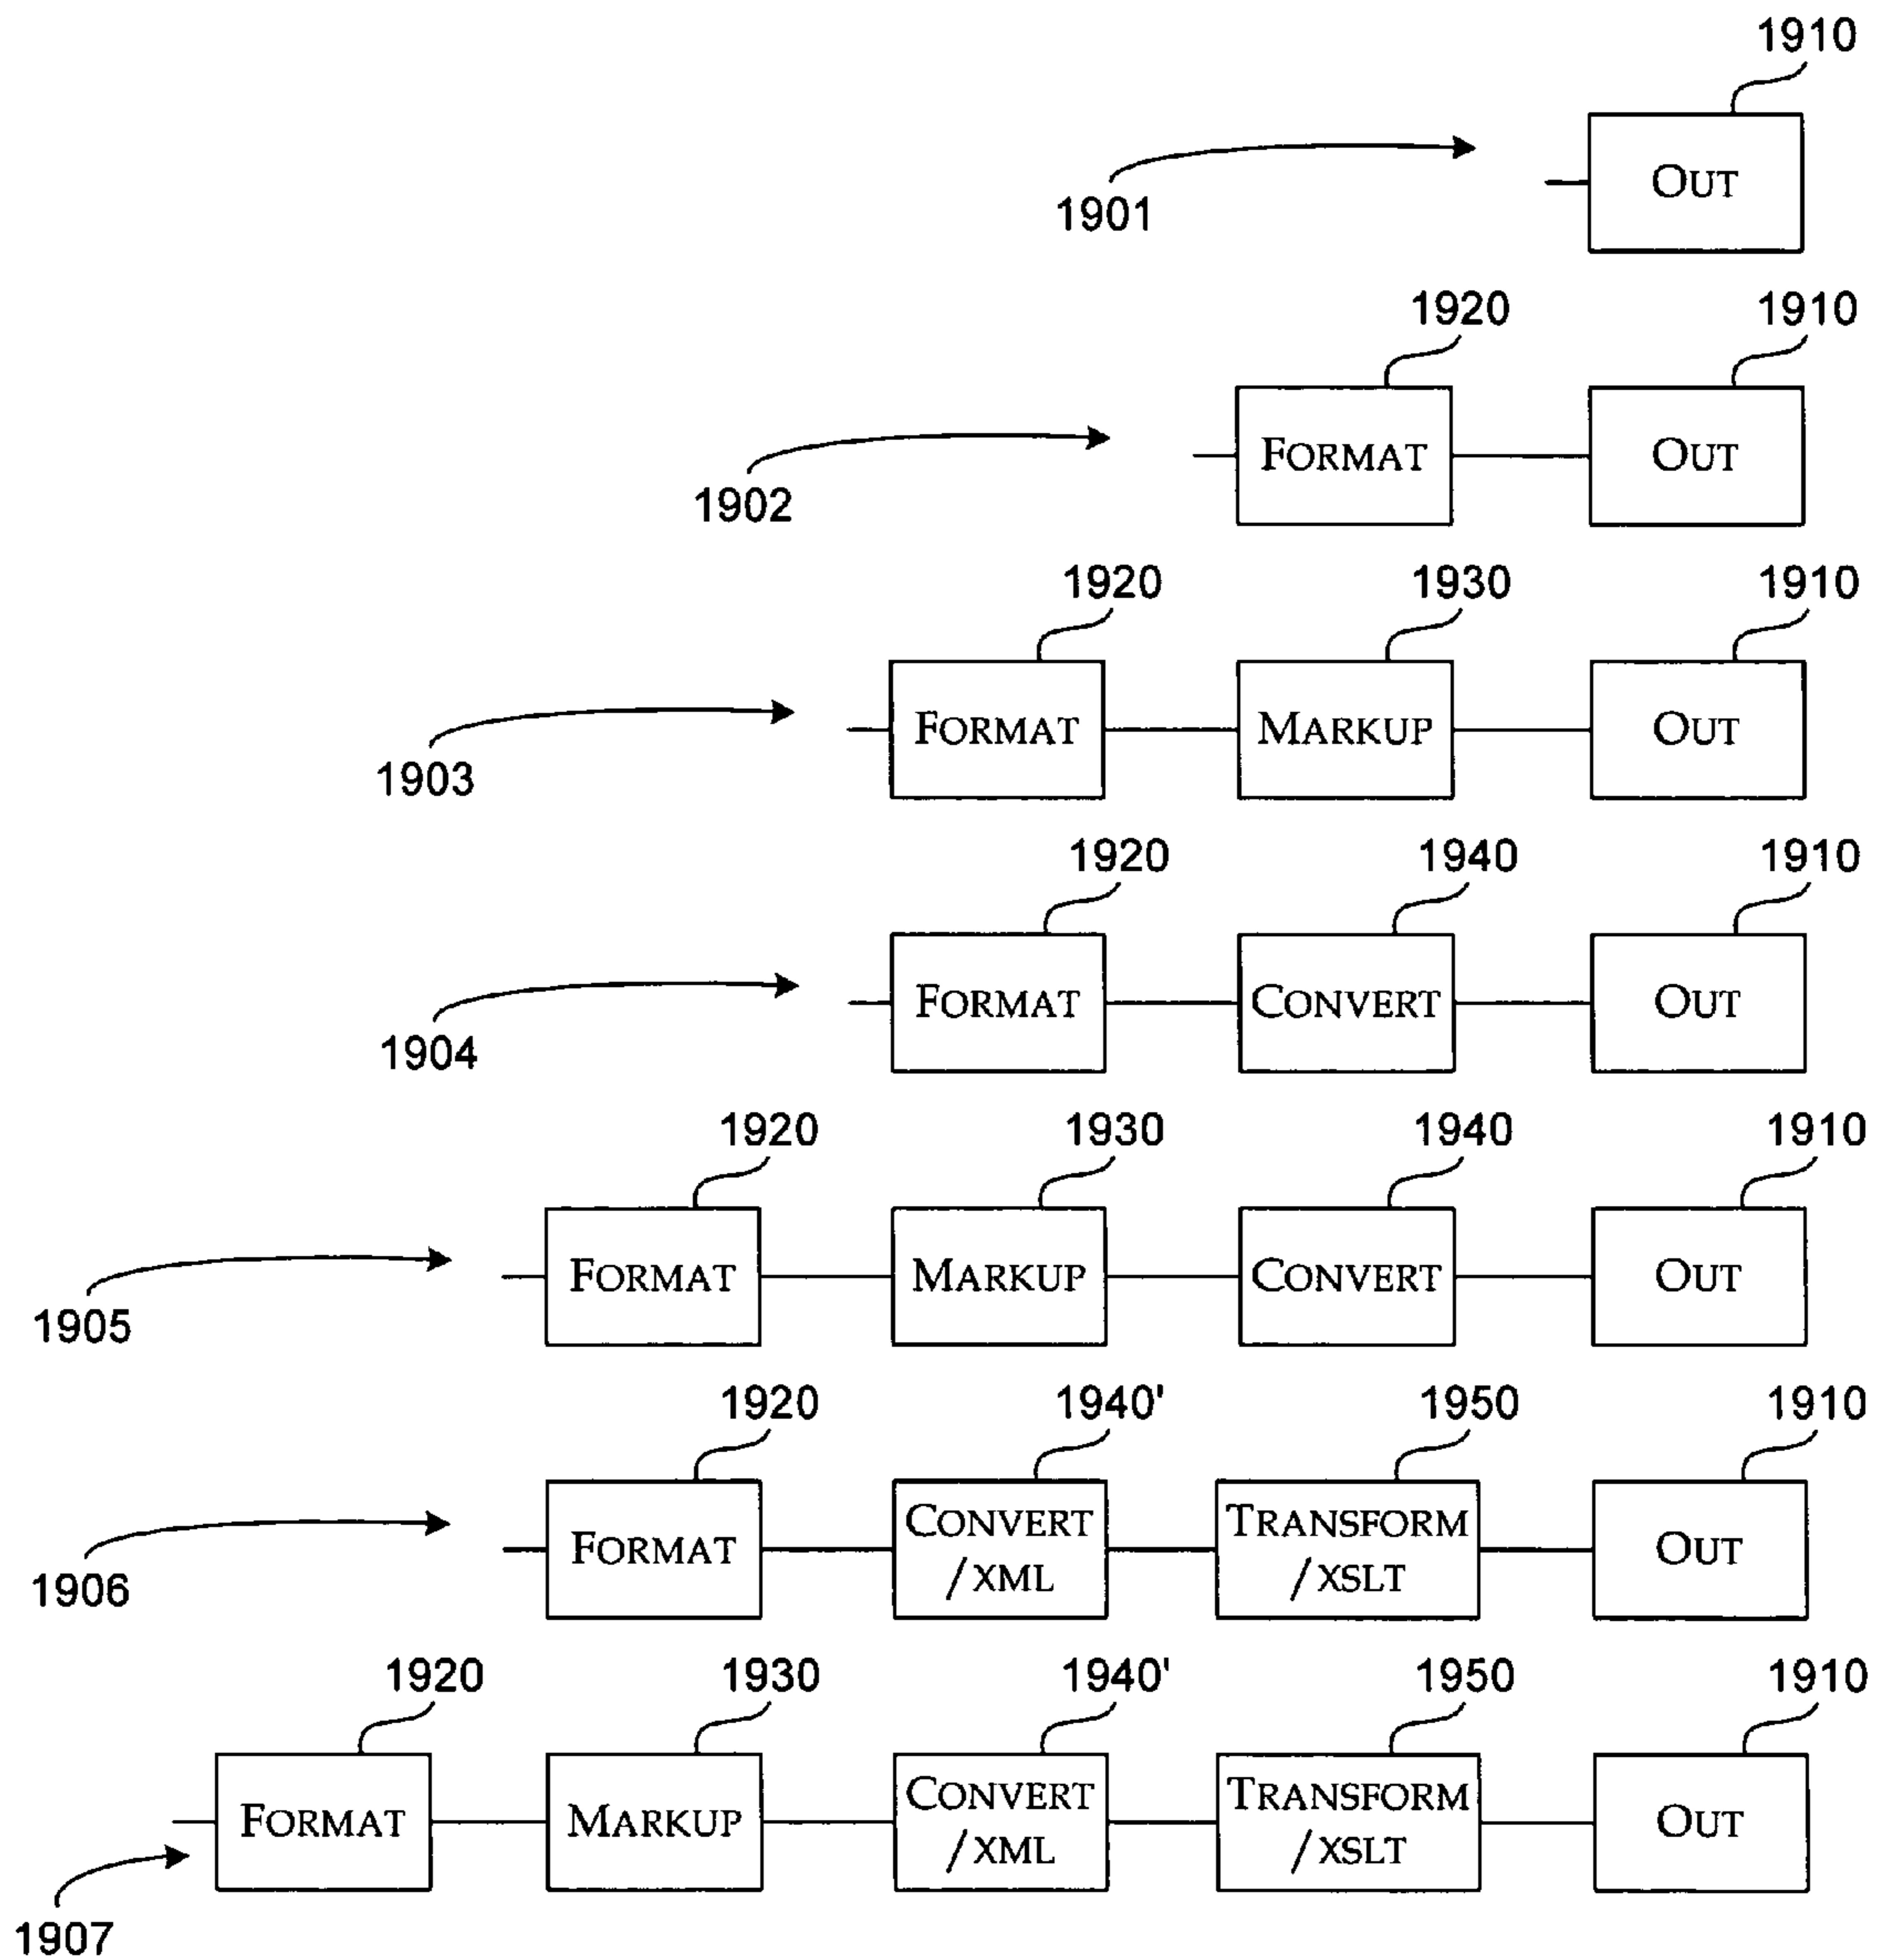 1910
OUT
1901
1920 1910
FORMAT OUT
1902
1920 1930 1910
FORMAT MARKUP OUT
1903
1920 1940 1910
FORMAT CONVERT OUT
1904
1920 1930 1940 1910
FORMAT MARKUP CONVERT OUT
1905
1920 1940' 1950 1910
FORMAT CONVERT /XML TRANSFORM /XSLT OUT
1906
1920 1930 1940' 1950 1910
FORMAT MARKUP CONVERT /XML TRANSFORM /XSLT OUT
1907